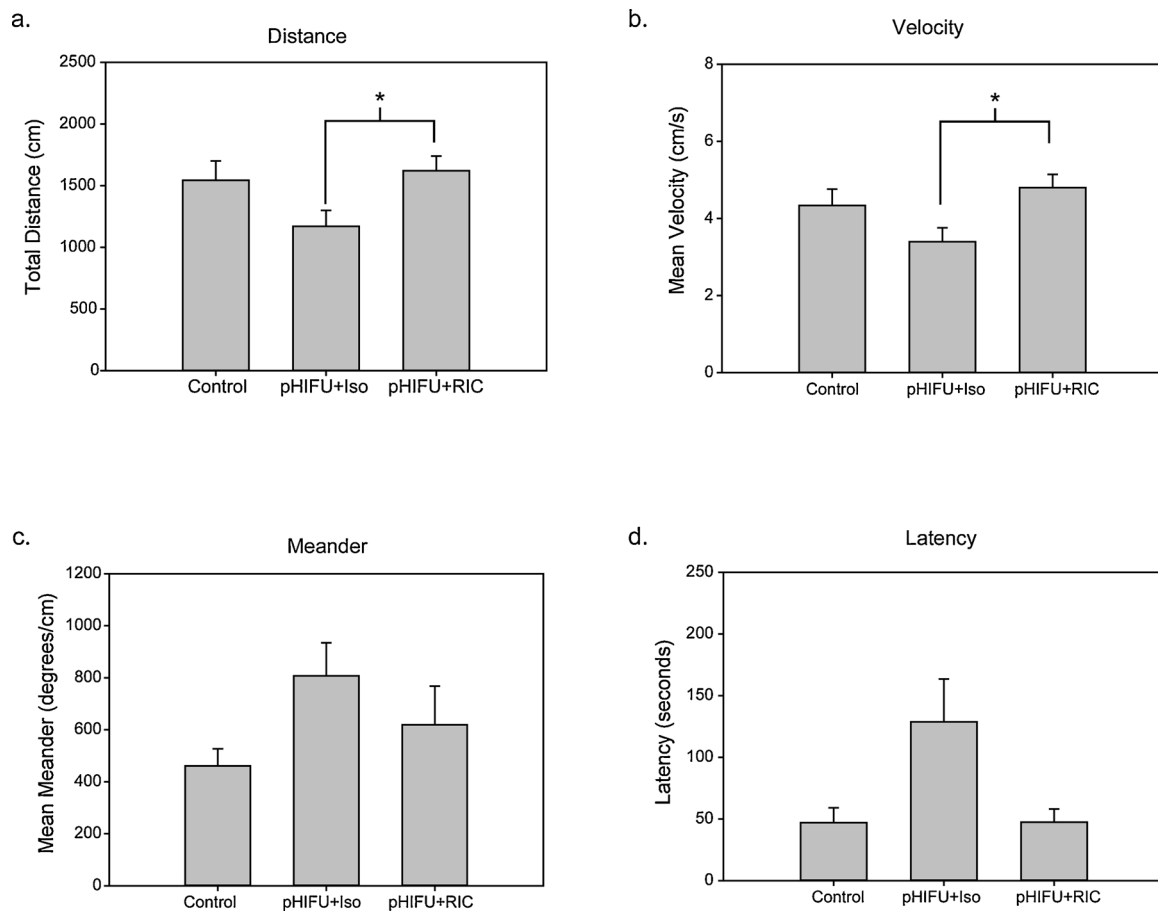 a.
Distance
Total Distance (cm)
2500
2000
1500
1000
500
0
*
Control
pHIFU+Iso
pHIFU+RIC
b.
Velocity
Mean Velocity (cm/s)
8
6
4
2
0
*
Control
pHIFU+Iso
pHIFU+RIC
c.
Meander
Mean Meander (degrees/cm)
1200
1000
800
600
400
200
0
Control
pHIFU+Iso
pHIFU+RIC
d.
Latency
Latency (seconds)
250
200
150
100
50
0
Control
pHIFU+Iso
pHIFU+RIC